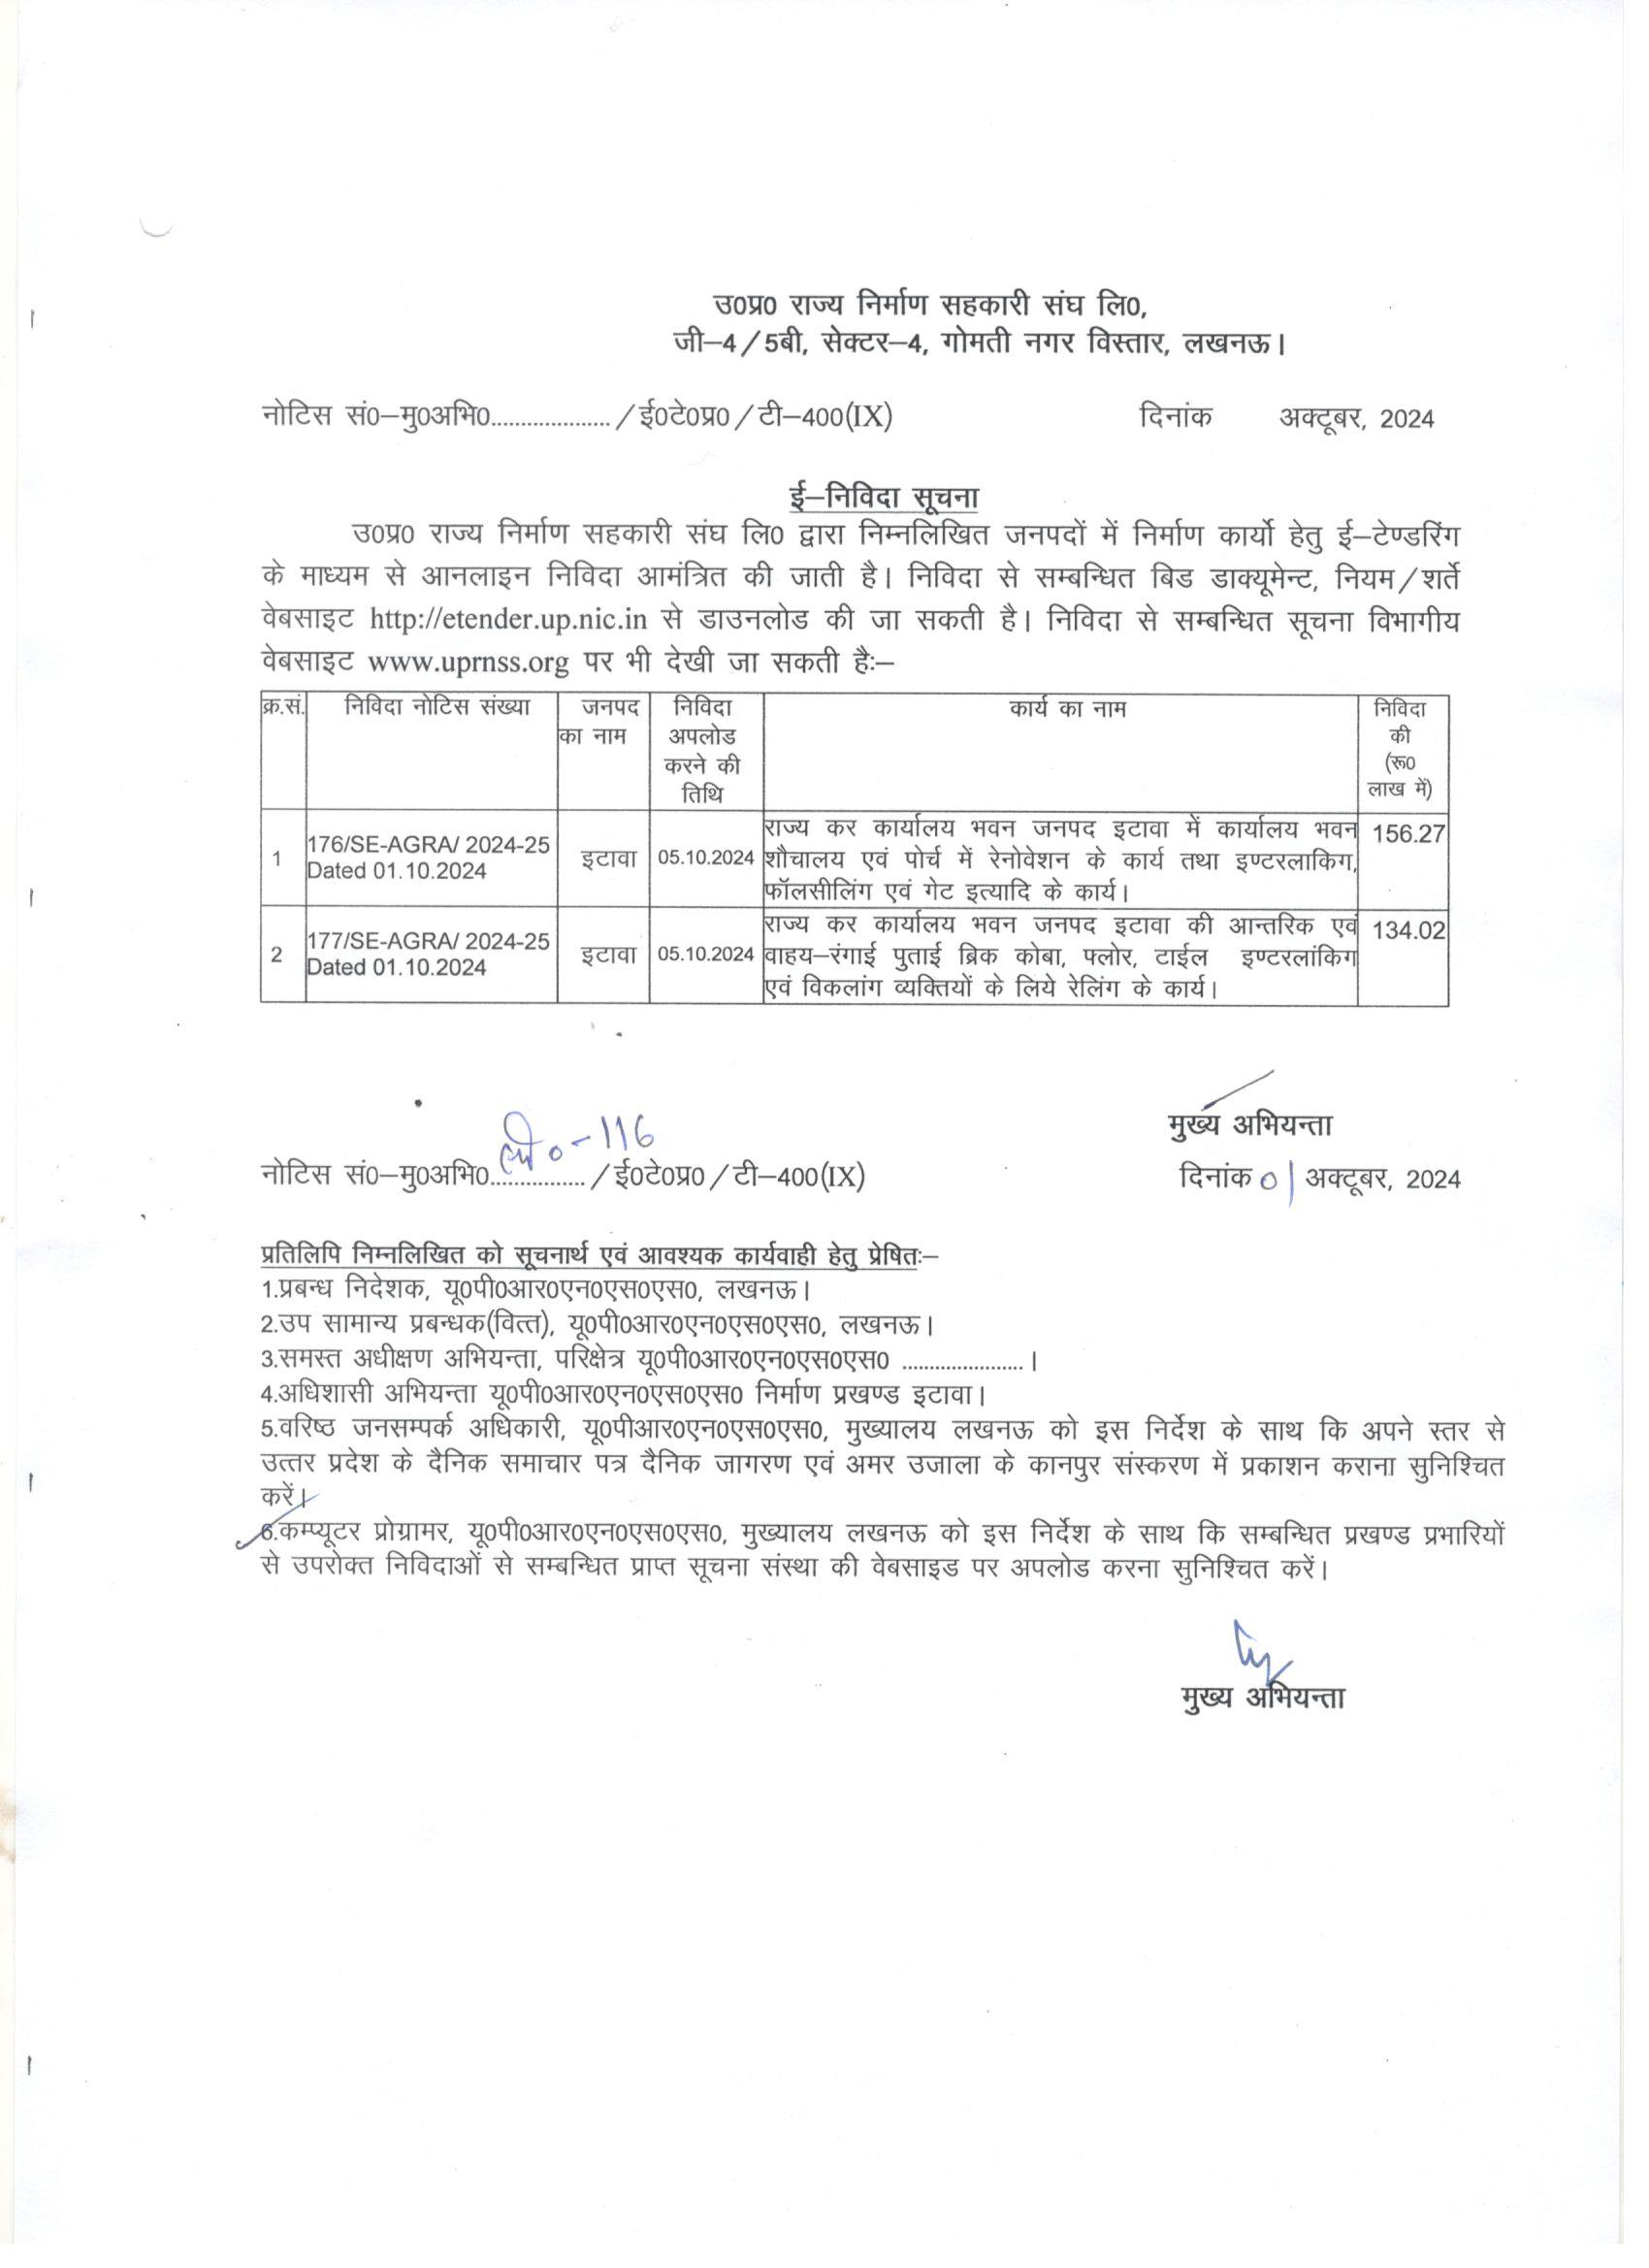 उ0प्र0 राज्य निर्माण सहकारी संघ लि0,
जी–4/5बी, सेक्टर–4, गोमती नगर विस्तार, लखनऊ।
नोटिस सं0–मु0अभि0..................../ई0टे0प्र0/टी–400(IX) दिनांक अक्टूबर, 2024
ई–निविदा सूचना
उ0प्र0 राज्य निर्माण सहकारी संघ लि0 द्वारा निम्नलिखित जनपदों में निर्माण कार्यो हेतु ई–टेण्डरिंग
के माध्यम से आनलाइन निविदा आमंत्रित की जाती है। निविदा से सम्बन्धित बिड डाक्यूमेन्ट, नियम/शर्ते
वेबसाइट http://etender.up.nic.in से डाउनलोड की जा सकती है। निविदा से सम्बन्धित सूचना विभागीय
वेबसाइट www.uprnss.org पर भी देखी जा सकती हैः–
क्र.सं. निविदा नोटिस संख्या जनपद निविदा कार्य का नाम निविदा
का नाम अपलोड की
करने की (रू0
तिथि लाख में)
राज्य कर कार्यालय भवन जनपद इटावा में कार्यालय भवन 156.27
1 176/SE-AGRA/ 2024-25 इटावा 05.10.2024 शौचालय एवं पोर्च में रेनोवेशन के कार्य तथा इण्टरलाकिग,
Dated 01.10.2024 फॉलसीलिंग एवं गेट इत्यादि के कार्य।
राज्य कर कार्यालय भवन जनपद इटावा की आन्तरिक एवं 134.02
2 177/SE-AGRA/ 2024-25 इटावा 05.10.2024 वाहय–रंगाई पुताई ब्रिक कोबा, फ्लोर, टाईल इण्टरलांकिग
Dated 01.10.2024 एवं विकलांग व्यक्तियों के लिये रेलिंग के कार्य।
मुख्य अभियन्ता
0-116
नोटिस सं0–मु0अभि0................/ई0टे0प्र0/टी–400(IX) दिनांक 01 अक्टूबर, 2024
प्रतिलिपि निम्नलिखित को सूचनार्थ एवं आवश्यक कार्यवाही हेतु प्रेषितः–
1.प्रबन्ध निदेशक, यू0पी0आर0एन0एस0एस0, लखनऊ।
2.उप सामान्य प्रबन्धक(वित्त), यू0पी0आर0एन0एस0एस0, लखनऊ।
3.समस्त अधीक्षण अभियन्ता, परिक्षेत्र यू0पी0आर0एन0एस0एस0 ......................।
4.अधिशासी अभियन्ता यू0पी0आर0एन0एस0एस0 निर्माण प्रखण्ड इटावा।
5.वरिष्ठ जनसम्पर्क अधिकारी, यू0पीआर0एन0एस0एस0, मुख्यालय लखनऊ को इस निर्देश के साथ कि अपने स्तर से
उत्तर प्रदेश के दैनिक समाचार पत्र दैनिक जागरण एवं अमर उजाला के कानपुर संस्करण में प्रकाशन कराना सुनिश्चित
करें।
6.कम्प्यूटर प्रोग्रामर, यू0पी0आर0एन0एस0एस0, मुख्यालय लखनऊ को इस निर्देश के साथ कि सम्बन्धित प्रखण्ड प्रभारियों
से उपरोक्त निविदाओं से सम्बन्धित प्राप्त सूचना संस्था की वेबसाइड पर अपलोड करना सुनिश्चित करें।
मुख्य अभियन्ता